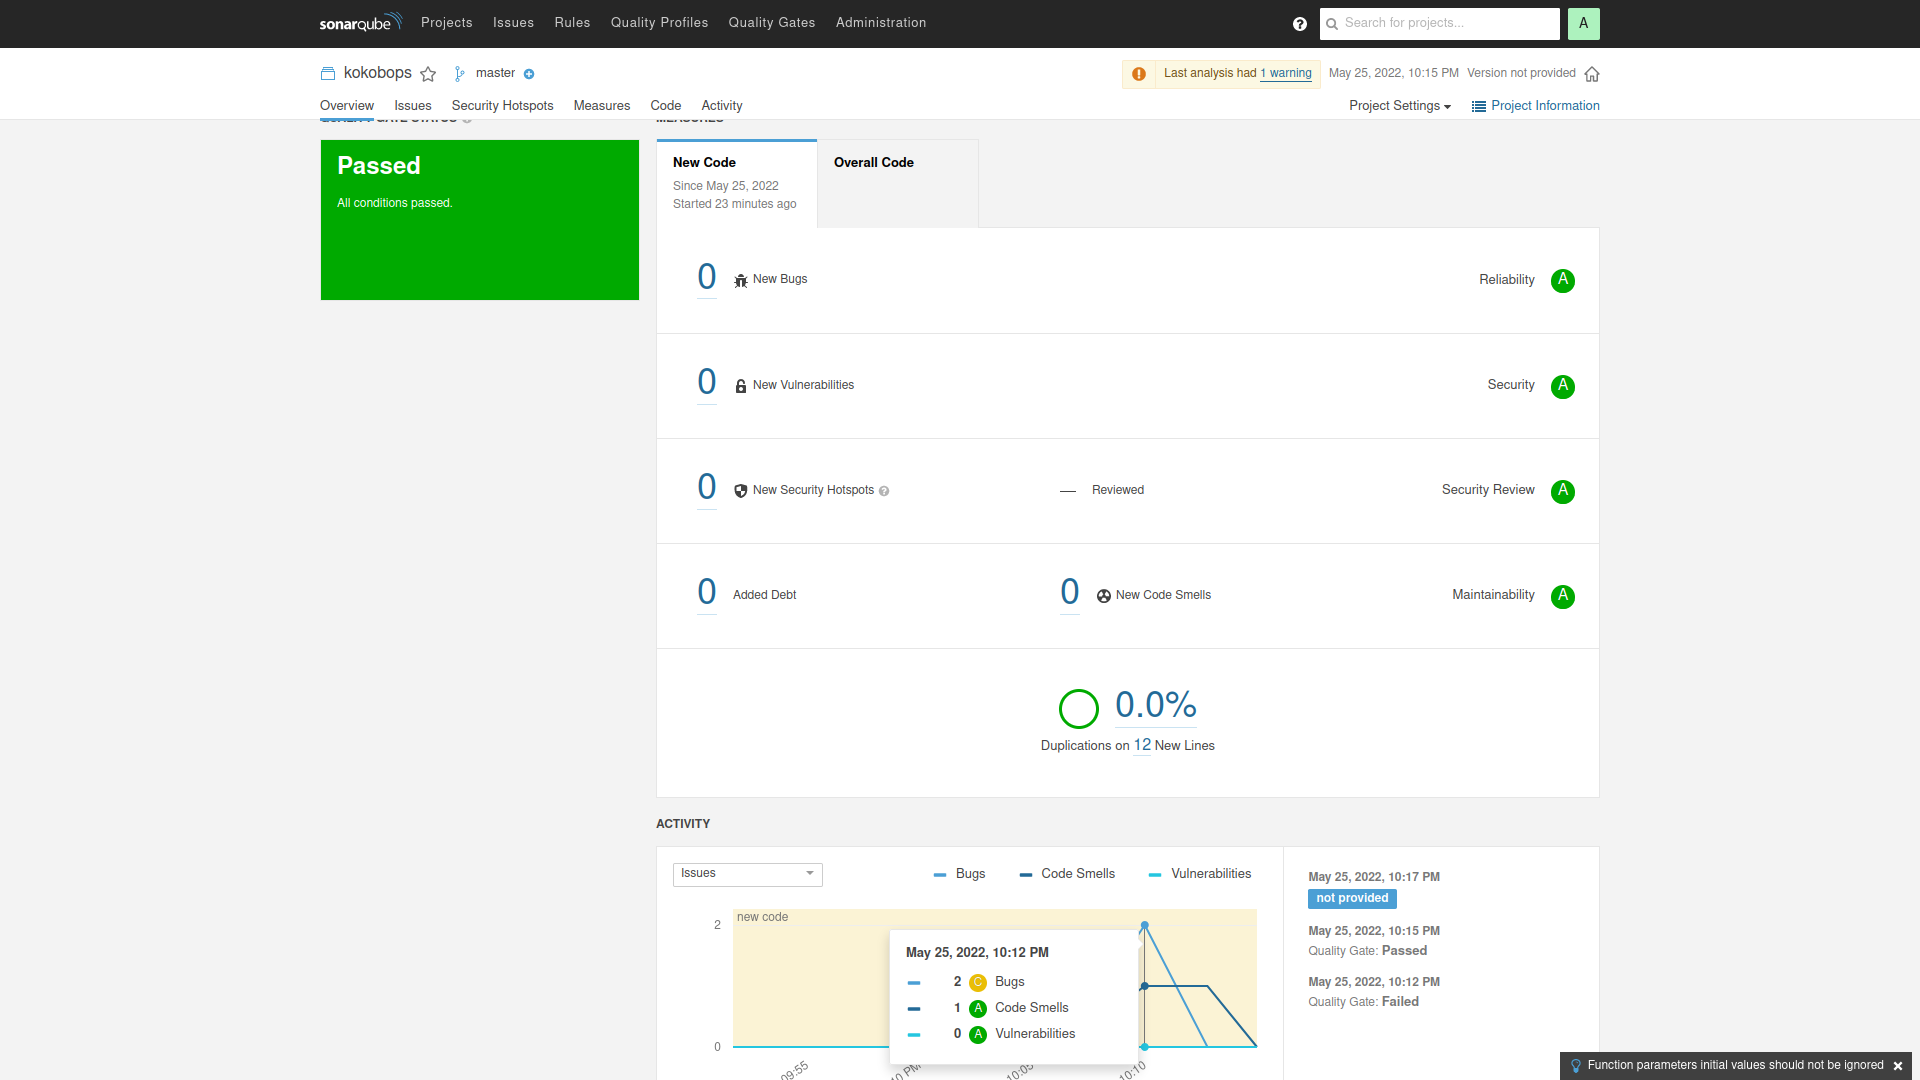 sonarqube Projects Issues Rules Quality Profiles Quality Gates Administration ? Search for projects... A
kokobops master Last analysis had 1 warning May 25, 2022, 10:15 PM Version not provided
Overview Issues Security Hotspots Measures Code Activity Project Settings Project Information
QUALITY GATE STATUS MEASURES
Passed
All conditions passed.
New Code Overall Code
Since May 25, 2022
Started 23 minutes ago
0 New Bugs Reliability A
0 New Vulnerabilities Security A
0 New Security Hotspots ? — Reviewed Security Review A
0 Added Debt 0 New Code Smells Maintainability A
0.0%
Duplications on 12 New Lines
ACTIVITY
Issues Bugs Code Smells Vulnerabilities
new code
2
0
May 25, 2022, 10:12 PM
2 C Bugs
1 A Code Smells
0 A Vulnerabilities
09:55 10 PM 10:05 10:10
May 25, 2022, 10:17 PM
not provided
May 25, 2022, 10:15 PM
Quality Gate: Passed
May 25, 2022, 10:12 PM
Quality Gate: Failed
Function parameters initial values should not be ignored